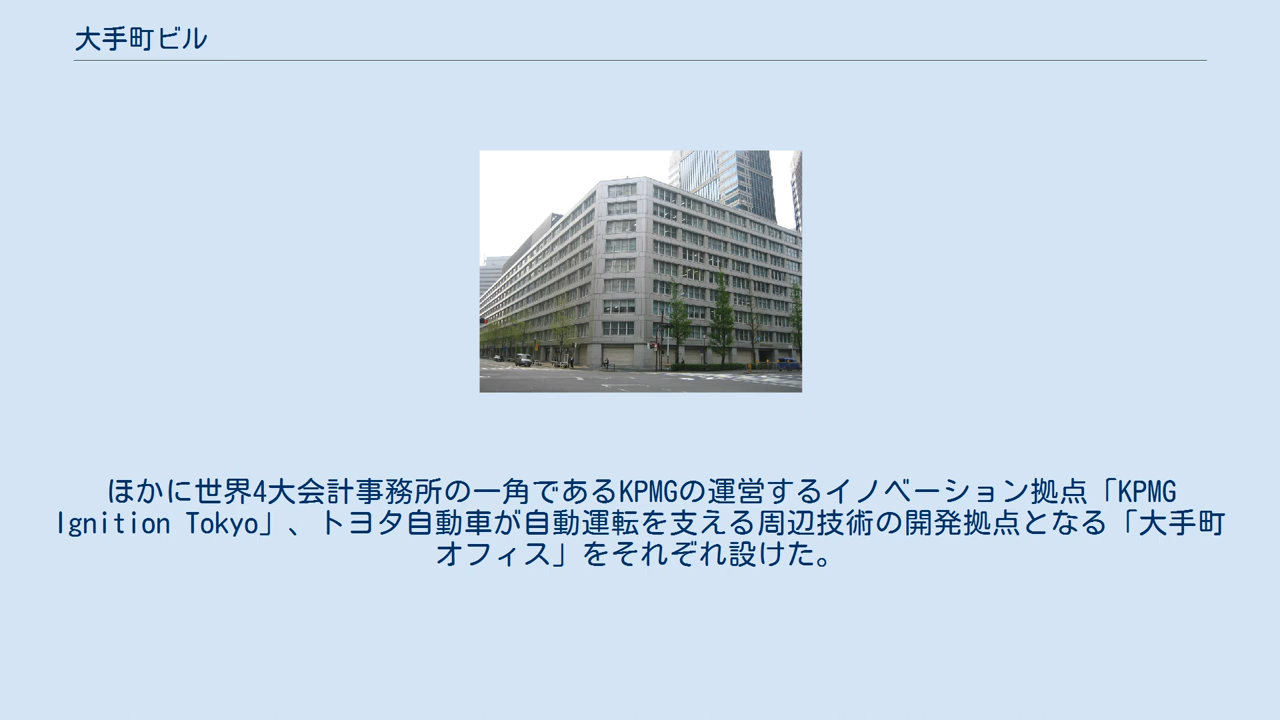 大手町ビル
ほかに世界4大会計事務所の一角であるKPMGの運営するイノベーション拠点「KPMG
Ignition Tokyo」、トヨタ自動車が自動運転を支える周辺技術の開発拠点となる「大手町
オフィス」をそれぞれ設けた。